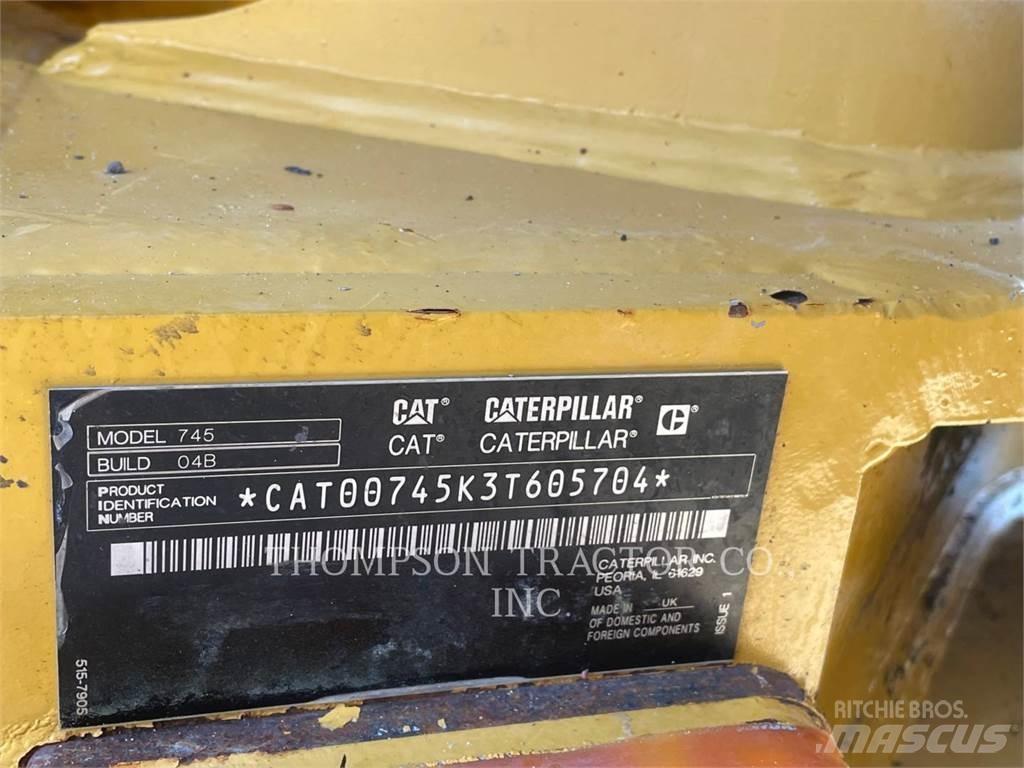 CAT® CATERPILLAR®
CAT® CATERPILLAR®
MODEL 745
BUILD 04B
PRODUCT
IDENTIFICATION
NUMBER
*CAT00745K3T605704*
CATERPILLAR INC.
PEORIA, IL 61629
USA
MADE IN UK
OF DOMESTIC AND
FOREIGN COMPONENTS
ISSUE 1
515-7905
THOMPSON TRACTOR CO.,
INC.
RITCHIE BROS.
MASCUS